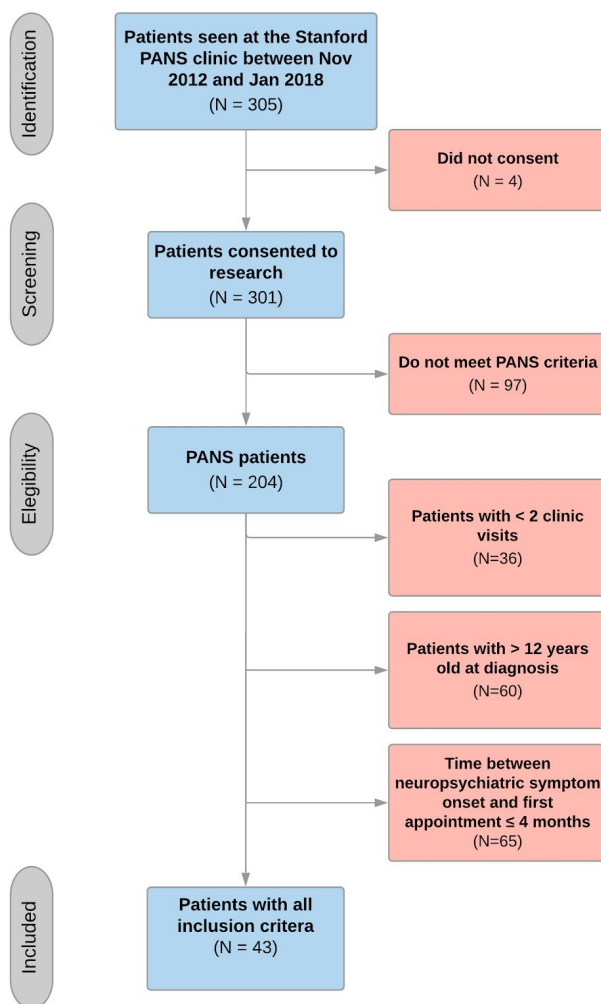 Identification
Patients seen at the Stanford
PANS clinic between Nov
2012 and Jan 2018
(N = 305)
Did not consent
(N = 4)
Screening
Patients consented to
research
(N = 301)
Do not meet PANS criteria
(N = 97)
Elegibility
PANS patients
(N = 204)
Patients with < 2 clinic
visits
(N=36)
Patients with > 12 years
old at diagnosis
(N=60)
Time between
neuropsychiatric symptom
onset and first
appointment ≤ 4 months
(N=65)
Included
Patients with all
inclusion critera
(N = 43)